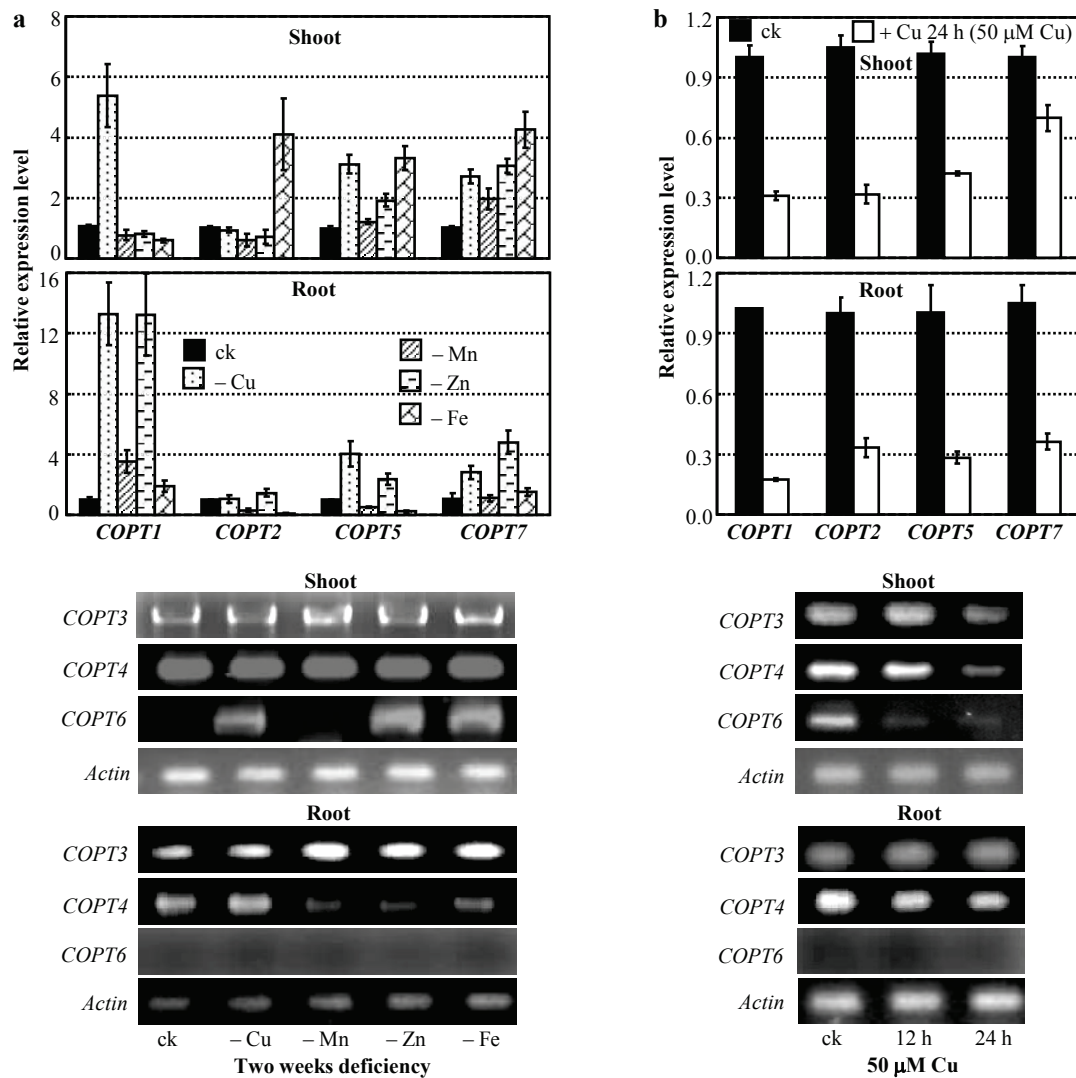 a
Shoot
Relative expression level
8
6
4
2
0
Root
16
12
8
4
0
ck
– Cu
– Mn
– Zn
– Fe
COPT1 COPT2 COPT5 COPT7
b
ck + Cu 24 h (50 μM Cu)
Shoot
Relative expression level
1.2
0.9
0.6
0.3
0.0
Root
1.2
0.9
0.6
0.3
0.0
COPT1 COPT2 COPT5 COPT7
Shoot
COPT3
COPT4
COPT6
Actin
Root
COPT3
COPT4
COPT6
Actin
ck – Cu – Mn – Zn – Fe
Two weeks deficiency
Shoot
COPT3
COPT4
COPT6
Actin
Root
COPT3
COPT4
COPT6
Actin
ck 12 h 24 h
50 μM Cu